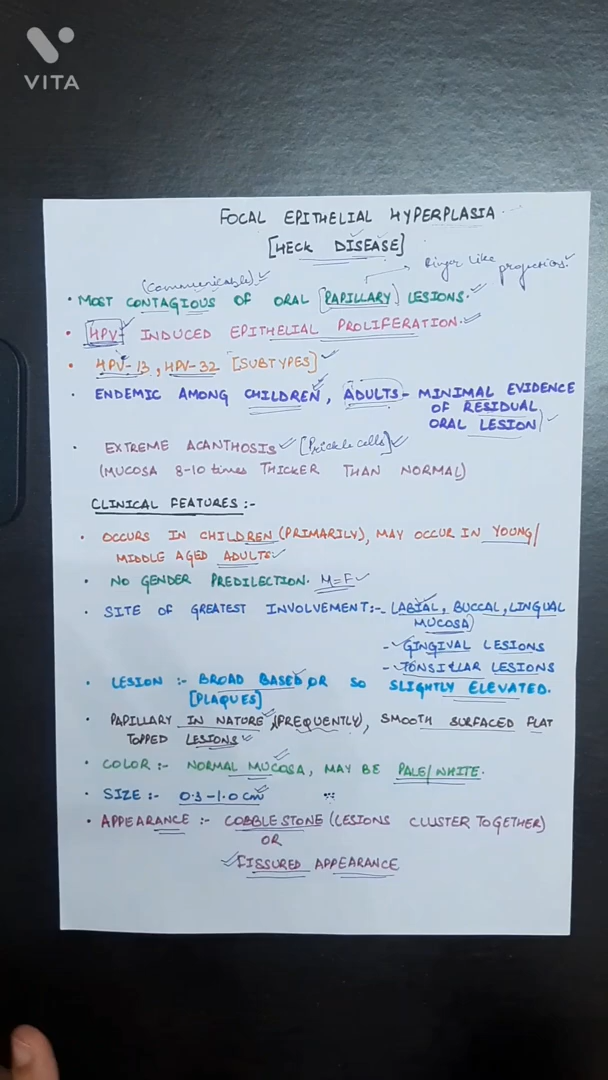 VITA
FOCAL EPITHELIAL HYPERPLASIA
[HECK DISEASE]
finger like projections.
(Communicable)
• MOST CONTAGIOUS OF ORAL [PAPILLARY] LESIONS.
• HPV INDUCED EPITHELIAL PROLIFERATION.
• HPV-13, HPV-32 [SUBTYPES]
• ENDEMIC AMONG CHILDREN, ADULTS - MINIMAL EVIDENCE
OF RESIDUAL
ORAL LESION
• EXTREME ACANTHOSIS [Prickle cells]
(MUCOSA 8-10 times THICKER THAN NORMAL)
CLINICAL FEATURES :-
• OCCURS IN CHILDREN (PRIMARILY), MAY OCCUR IN YOUNG/
MIDDLE AGED ADULTS
• NO GENDER PREDILECTION. M=F
• SITE OF GREATEST INVOLVEMENT:- LABIAL, BUCCAL, LINGUAL
MUCOSA)
- GINGIVAL LESIONS
- TONSILLAR LESIONS
• LESION :- BROAD BASED OR SO SLIGHTLY ELEVATED.
[PLAQUES]
• PAPILLARY IN NATURE (FREQUENTLY), SMOOTH SURFACED FLAT
TOPPED LESIONS
• COLOR :- NORMAL MUCOSA, MAY BE PALE/WHITE.
• SIZE :- 0.3-1.0 cm
• APPEARANCE :- COBBLE STONE (LESIONS CLUSTER TOGETHER)
OR
FISSURED APPEARANCE